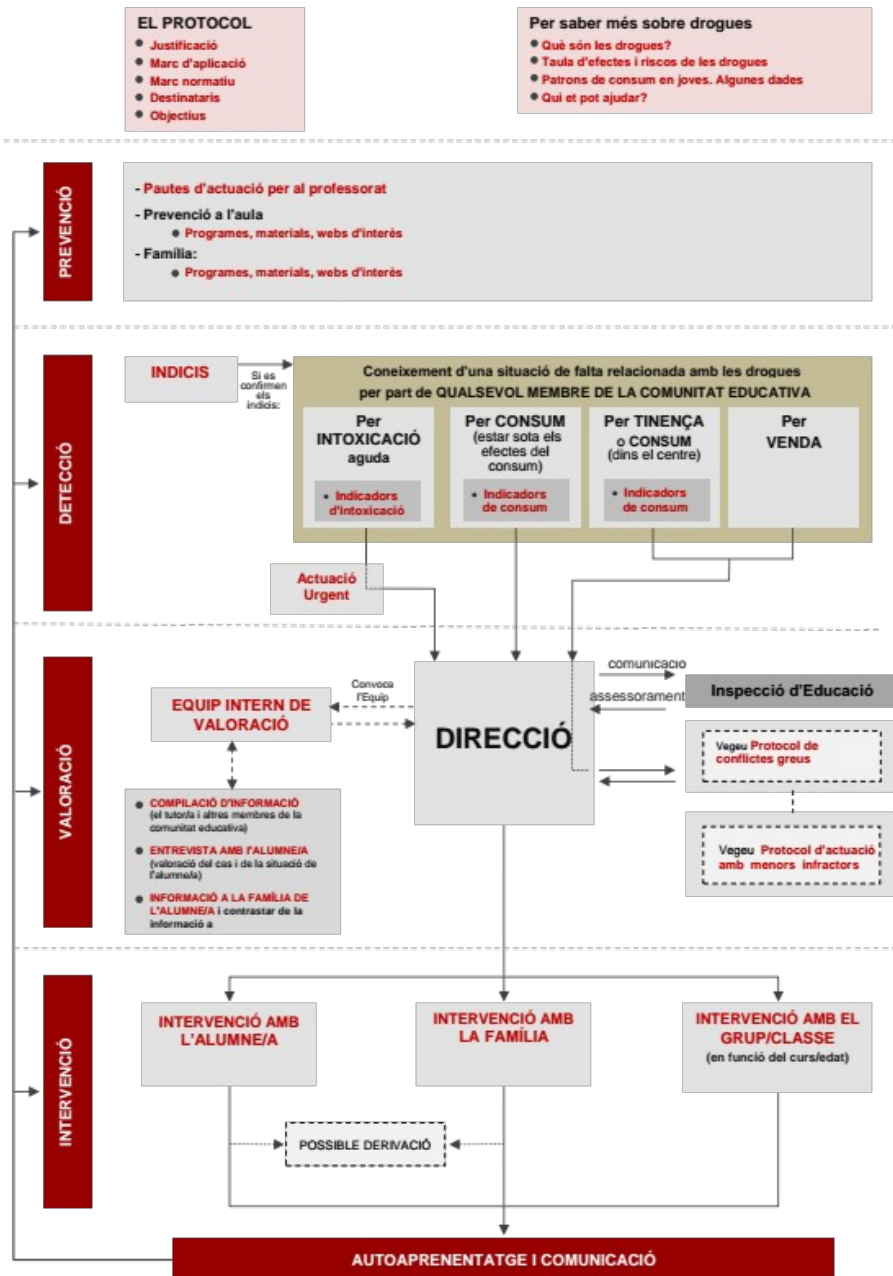 EL PROTOCOL
Justificació
Marc d'aplicació
Marc normatiu
Destinataris
Objectius
Per saber més sobre drogues
Què són les drogues?
Taula d'efectes i riscos de les drogues
Patrons de consum en joves. Algunes dades
Qui et pot ajudar?
PREVENCIÓ
- Pautes d'actuació per al professorat
- Prevenció a l'aula
Programes, materials, webs d'interès
- Família:
Programes, materials, webs d'interès
DETECCIÓ
INDICIS
Si es
confirmen
els
indicis:
Coneixement d'una situació de falta relacionada amb les drogues
per part de QUALSEVOL MEMBRE DE LA COMUNITAT EDUCATIVA
Per
INTOXICACIÓ
aguda
Indicadors
d'intoxicació
Per CONSUM
(estar sota els
efectes del
consum)
Indicadors
de consum
Per TINENÇA
o CONSUM
(dins el centre)
Indicadors
de consum
Per
VENDA
Actuació
Urgent
VALORACIÓ
EQUIP INTERN DE
VALORACIÓ
Convoca
l'Equip
DIRECCIÓ
comunicació
assessorament
Inspecció d'Educació
Vegeu Protocol de
conflictes greus
Vegeu Protocol d'actuació
amb menors infractors
COMPILACIÓ D'INFORMACIÓ
(el tutor/a i altres membres de la
comunitat educativa)
ENTREVISTA AMB l'ALUMNE/A
(valoració del cas i de la situació de
l'alumne/a)
INFORMACIÓ A LA FAMÍLIA DE
L'ALUMNE/A i contrastar de la
informació a
INTERVENCIÓ
INTERVENCIÓ AMB
L'ALUMNE/A
INTERVENCIÓ AMB
LA FAMÍLIA
INTERVENCIÓ AMB EL
GRUP/CLASSE
(en funció del curs/edat)
POSSIBLE DERIVACIÓ
AUTOAPRENENTATGE I COMUNICACIÓ